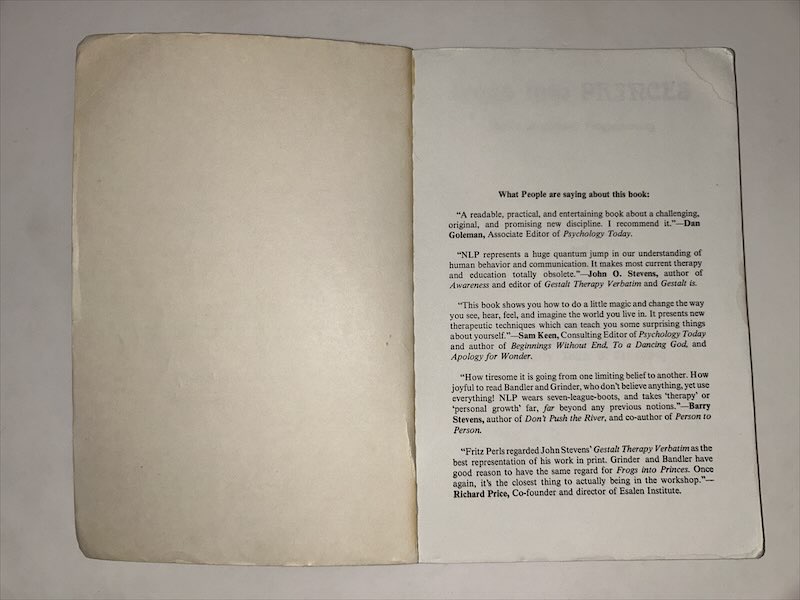 What People are saying about this book:
“A readable, practical, and entertaining book about a challenging,
original, and promising new discipline. I recommend it.”—Dan
Goleman, Associate Editor of Psychology Today.
“NLP represents a huge quantum jump in our understanding of
human behavior and communication. It makes most current therapy
and education totally obsolete.”—John O. Stevens, author of
Awareness and editor of Gestalt Therapy Verbatim and Gestalt is.
“This book shows you how to do a little magic and change the way
you see, hear, feel, and imagine the world you live in. It presents new
therapeutic techniques which can teach you some surprising things
about yourself.”—Sam Keen, Consulting Editor of Psychology Today
and author of Beginnings Without End, To a Dancing God, and
Apology for Wonder.
“How tiresome it is going from one limiting belief to another. How
joyful to read Bandler and Grinder, who don’t believe anything, yet use
everything! NLP wears seven-league-boots, and takes ‘therapy’ or
‘personal growth’ far, far beyond any previous notions.”—Barry
Stevens, author of Don’t Push the River, and co-author of Person to
Person.
“Fritz Perls regarded John Stevens’ Gestalt Therapy Verbatim as the
best representation of his work in print. Grinder and Bandler have
good reason to have the same regard for Frogs into Princes. Once
again, it’s the closest thing to actually being in the workshop.”—
Richard Price, Co-founder and director of Esalen Institute.